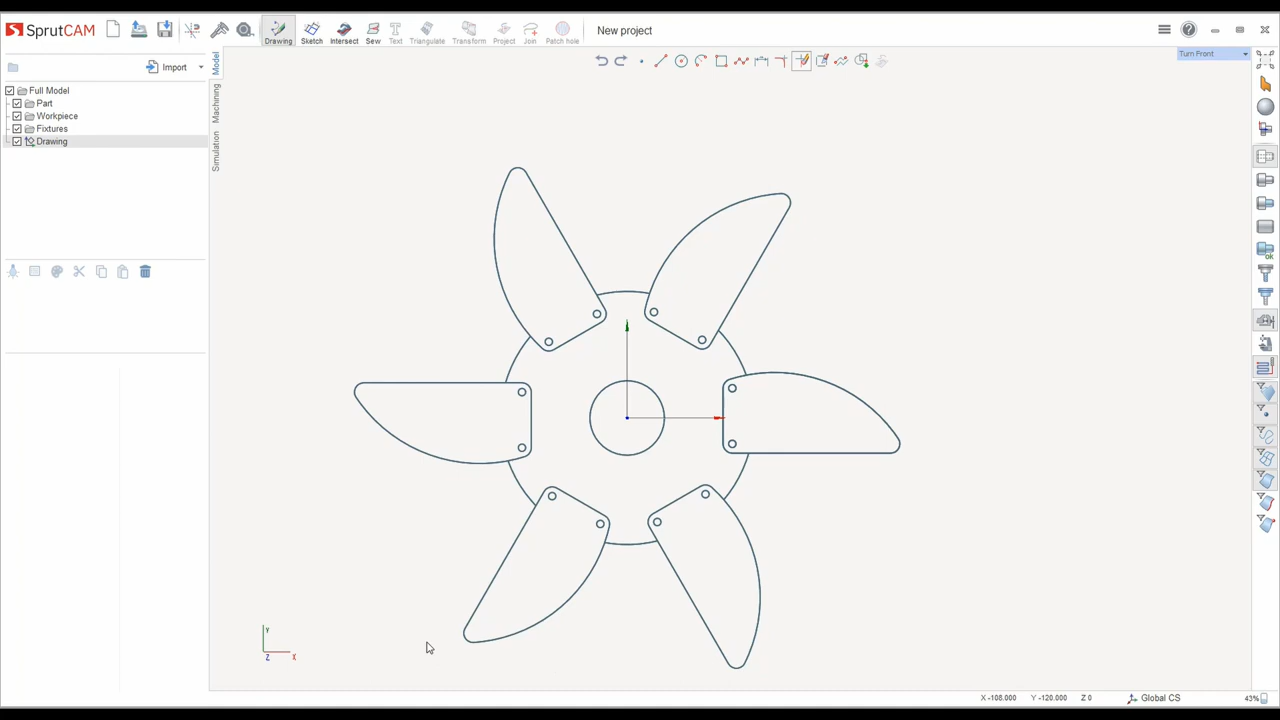 SprutCAM
Drawing
Sketch
Intersect
Sew
Text
Triangulate
Transform
Project
Join
Patch hole
New project
Turn Front
Import
Model
Machining
Simulation
Full Model
Part
Workpiece
Fixtures
Drawing
ok
Y
Z
X
X -108.000
Y -120.000
Z 0
Global CS
43%